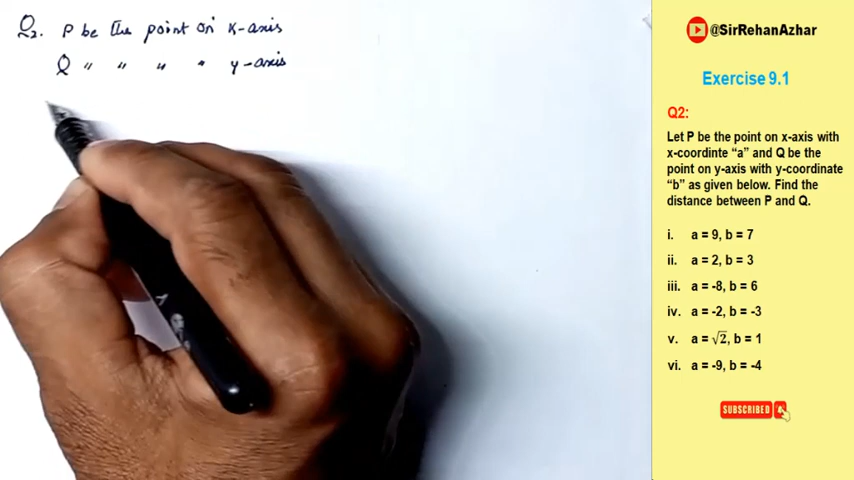 Q2. P be the point on x-axis
Q " " " " y-axis
@SirRehanAzhar
Exercise 9.1
Q2:
Let P be the point on x-axis with
x-coordinte “a” and Q be the
point on y-axis with y-coordinate
“b” as given below. Find the
distance between P and Q.
i. a = 9, b = 7
ii. a = 2, b = 3
iii. a = -8, b = 6
iv. a = -2, b = -3
v. a = √2, b = 1
vi. a = -9, b = -4
SUBSCRIBED